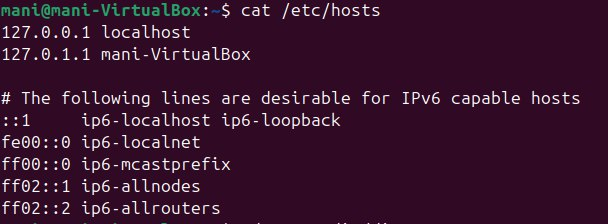 mani@mani-VirtualBox:~$ cat /etc/hosts
127.0.0.1 localhost
127.0.1.1 mani-VirtualBox
# The following lines are desirable for IPv6 capable hosts
::1     ip6-localhost ip6-loopback
fe00::0 ip6-localnet
ff00::0 ip6-mcastprefix
ff02::1 ip6-allnodes
ff02::2 ip6-allrouters